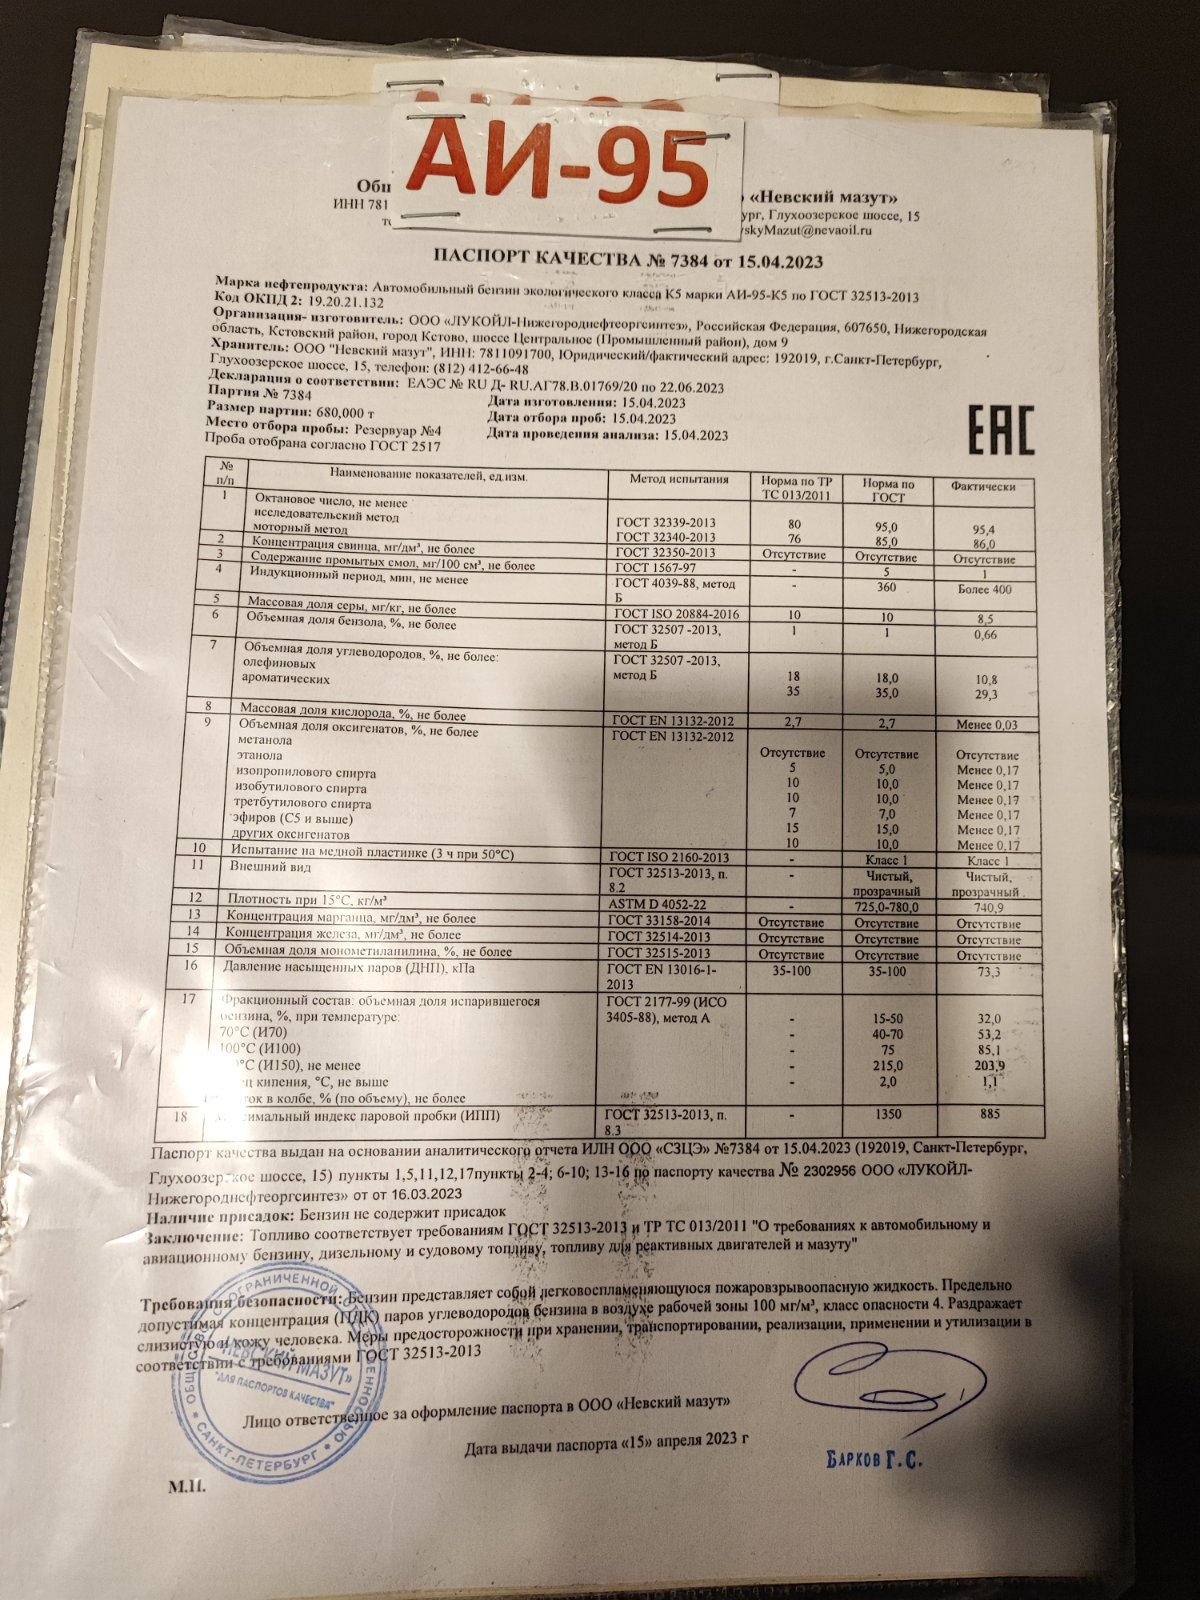 АИ-95
Общ
«Невский мазут»
ИНН 781
ург, Глухоозерское шоссе, 15
vskyMazut@nevaoil.ru
ПАСПОРТ КАЧЕСТВА № 7384 от 15.04.2023
Марка нефтепродукта: Автомобильный бензин экологического класса К5 марки АИ-95-К5 по ГОСТ 32513-2013
Код ОКПД 2: 19.20.21.132
Организация- изготовитель: ООО «ЛУКОЙЛ-Нижегороднефтеоргсинтез», Российская Федерация, 607650, Нижегородская
область, Кстовский район, город Кстово, шоссе Центральное (Промышленный район), дом 9
Хранитель: ООО "Невский мазут", ИНН: 7811091700, Юридический/фактический адрес: 192019, г.Санкт-Петербург,
Глухоозерское шоссе, 15, телефон: (812) 412-66-48
Декларация о соответствии: ЕАЭС № RU Д- RU.АГ78.В.01769/20 по 22.06.2023
Партия № 7384 Дата изготовления: 15.04.2023
Размер партии: 680,000 т Дата отбора проб: 15.04.2023
Место отбора пробы: Резервуар №4 Дата проведения анализа: 15.04.2023
Проба отобрана согласно ГОСТ 2517
ЕАС
№ п/п Наименование показателей, ед.изм. Метод испытания Норма по ТР ТС 013/2011 Норма по ГОСТ Фактически
1 Октановое число, не менее
исследовательский метод ГОСТ 32339-2013 80 95,0 95,4
моторный метод ГОСТ 32340-2013 76 85,0 86,0
2 Концентрация свинца, мг/дм³, не более ГОСТ 32350-2013 Отсутствие Отсутствие Отсутствие
3 Содержание промытых смол, мг/100 см³, не более ГОСТ 1567-97 - 5 1
4 Индукционный период, мин, не менее ГОСТ 4039-88, метод Б - 360 Более 400
5 Массовая доля серы, мг/кг, не более ГОСТ ISO 20884-2016 10 10 8,5
6 Объемная доля бензола, %, не более ГОСТ 32507 -2013, метод Б 1 1 0,66
7 Объемная доля углеводородов, %, не более: ГОСТ 32507 -2013, метод Б
олефиновых 18 18,0 10,8
ароматических 35 35,0 29,3
8 Массовая доля кислорода, %, не более ГОСТ EN 13132-2012 2,7 2,7 Менее 0,03
9 Объемная доля оксигенатов, %, не более ГОСТ EN 13132-2012
метанола Отсутствие Отсутствие Отсутствие
этанола 5 5,0 Менее 0,17
изопропилового спирта 10 10,0 Менее 0,17
изобутилового спирта 10 10,0 Менее 0,17
третбутилового спирта 7 7,0 Менее 0,17
эфиров (С5 и выше) 15 15,0 Менее 0,17
других оксигенатов 10 10,0 Менее 0,17
10 Испытание на медной пластинке (3 ч при 50°С) ГОСТ ISO 2160-2013 - Класс 1 Класс 1
11 Внешний вид ГОСТ 32513-2013, п. 8.2 - Чистый, прозрачный Чистый, прозрачный .
12 Плотность при 15°С, кг/м³ ASTM D 4052-22 - 725,0-780,0 740,9
13 Концентрация марганца, мг/дм³, не более ГОСТ 33158-2014 Отсутствие Отсутствие Отсутствие
14 Концентрация железа, мг/дм³, не более ГОСТ 32514-2013 Отсутствие Отсутствие Отсутствие
15 Объемная доля монометиланилина, %, не более ГОСТ 32515-2013 Отсутствие Отсутствие Отсутствие
16 Давление насыщенных паров (ДНП), кПа ГОСТ EN 13016-1-2013 35-100 35-100 73,3
17 Фракционный состав: объемная доля испарившегося ГОСТ 2177-99 (ИСО 3405-88), метод А
бензина, %, при температуре: - 15-50 32,0
70°С (И70) - 40-70 53,2
100°С (И100) - 75 85,1
°С (И150), не менее - 215,0 203,9
ец кипения, °С, не выше - 2,0 1,1
ток в колбе, % (по объему), не более
18 Максимальный индекс паровой пробки (ИПП) ГОСТ 32513-2013, п. 8.3 - 1350 885
Паспорт качества выдан на основании аналитического отчета ИЛН ООО «СЗЦЭ» №7384 от 15.04.2023 (192019, Санкт-Петербург,
Глухоозерское шоссе, 15) пункты 1,5,11,12,17пункты 2-4; 6-10; 13-16 по паспорту качества № 2302956 ООО «ЛУКОЙЛ-
Нижегороднефтеоргсинтез» от от 16.03.2023
Наличие присадок: Бензин не содержит присадок
Заключение: Топливо соответствует требованиям ГОСТ 32513-2013 и ТР ТС 013/2011 "О требованиях к автомобильному и
авиационному бензину, дизельному и судовому топливу, топливу для реактивных двигателей и мазуту"
Требования безопасности: Бензин представляет собой легковоспламеняющуюся пожаровзрывоопасную жидкость. Предельно
допустимая концентрация (ПДК) паров углеводородов бензина в воздухе рабочей зоны 100 мг/м³, класс опасности 4. Раздражает
слизистую и кожу человека. Меры предосторожности при хранении, транспортировании, реализации, применении и утилизации в
соответствии с требованиями ГОСТ 32513-2013
«НЕВСКИЙ МАЗУТ»
"ДЛЯ ПАСПОРТОВ КАЧЕСТВА"
САНКТ-ПЕТЕРБУРГ
Лицо ответственное за оформление паспорта в ООО «Невский мазут»
Дата выдачи паспорта «15» апреля 2023 г
БАРКОВ Г.С.
М.П.